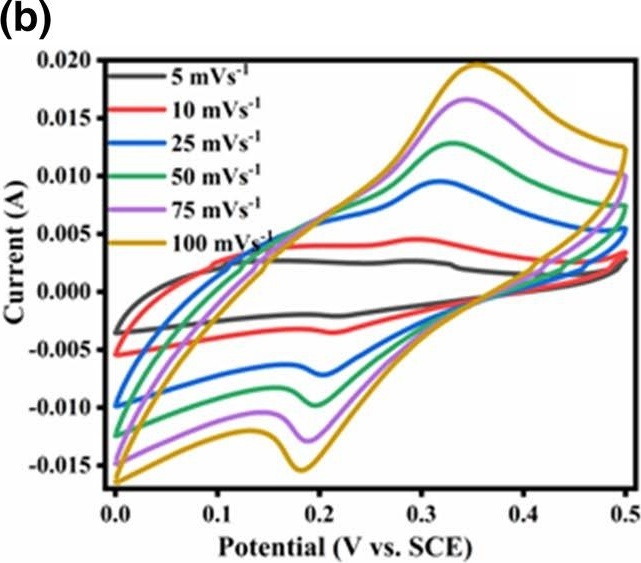 (b)
0.020
0.015
0.010
0.005
0.000
-0.005
-0.010
-0.015
Current (A)
5 mVs⁻¹
10 mVs⁻¹
25 mVs⁻¹
50 mVs⁻¹
75 mVs⁻¹
100 mVs⁻¹
0.0 0.1 0.2 0.3 0.4 0.5
Potential (V vs. SCE)